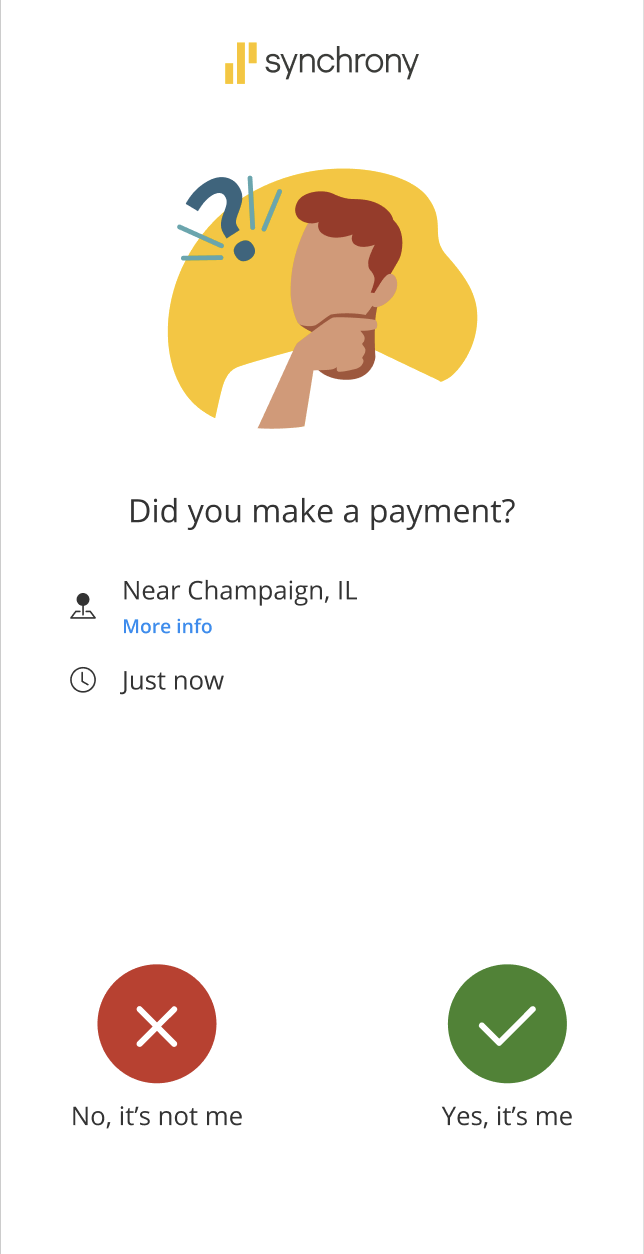 synchrony
?
Did you make a payment?
Near Champaign, IL
More info
Just now
No, it's not me
Yes, it's me